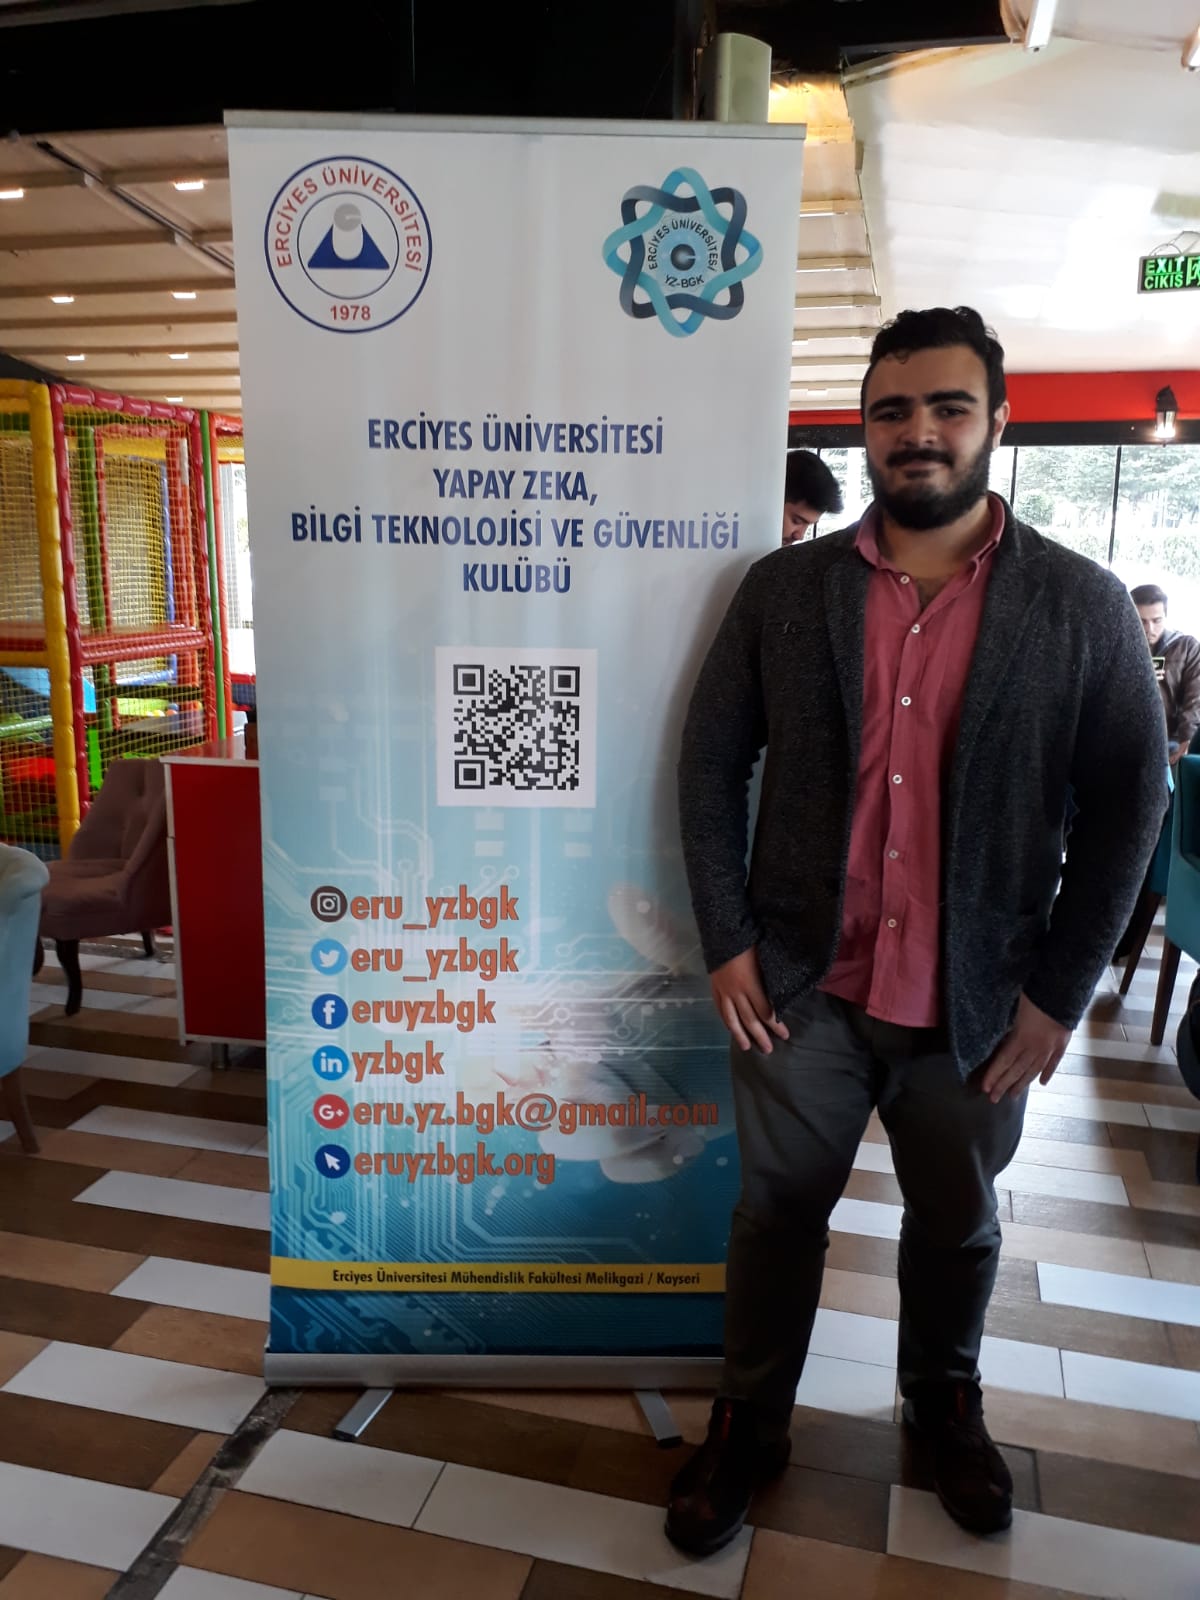 ERCİYES ÜNİVERSİTESİ
1978
ERCİYES ÜNİVERSİTESİ
YZ-BGK
EXIT
CIKIS
ERCİYES ÜNİVERSİTESİ
YAPAY ZEKA,
BİLGİ TEKNOLOJİSİ VE GÜVENLİĞİ
KULÜBÜ
eru_yzbgk
eru_yzbgk
eruyzbgk
in yzbgk
G+ eru.yz.bgk@gmail.com
eruyzbgk.org
Erciyes Üniversitesi Mühendislik Fakültesi Melikgazi / Kayseri